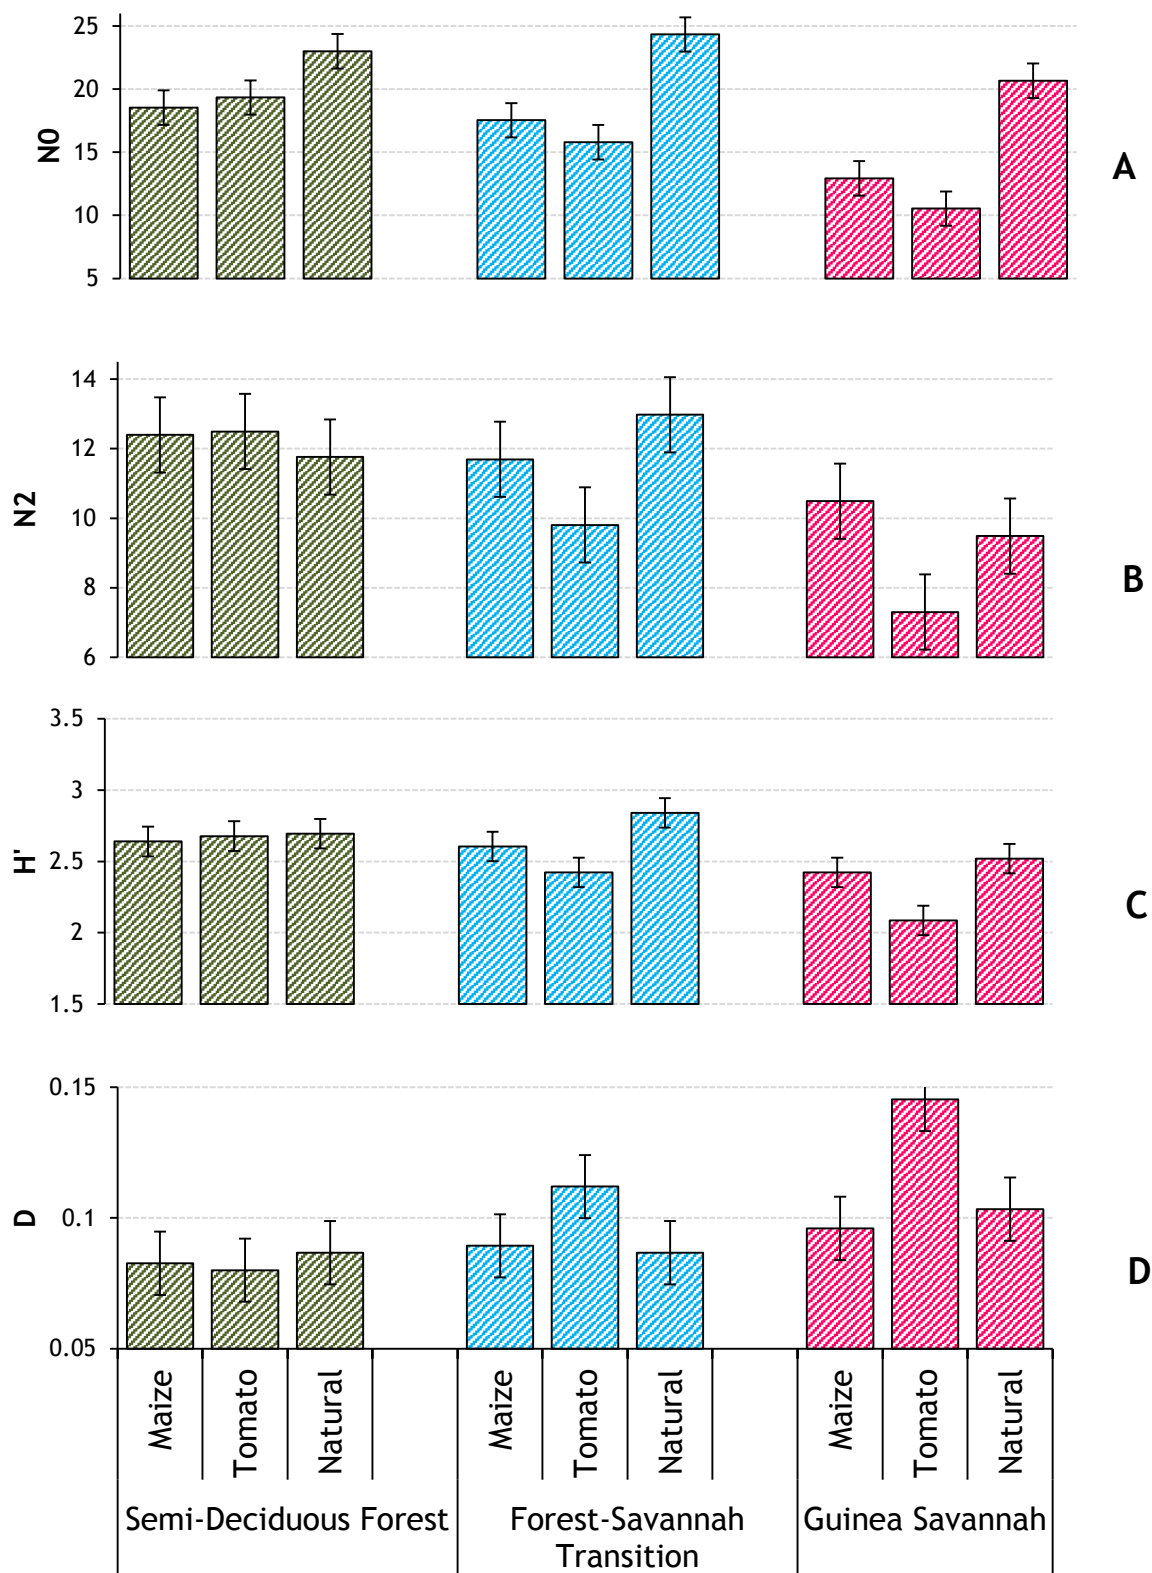 25
20
15
10
5
N0
A
14
12
10
8
6
N2
B
3.5
3
2.5
2
1.5
H'
C
0.15
0.1
0.05
D
D
Maize
Tomato
Natural
Maize
Tomato
Natural
Maize
Tomato
Natural
Semi-Deciduous Forest
Forest-Savannah
Transition
Guinea Savannah